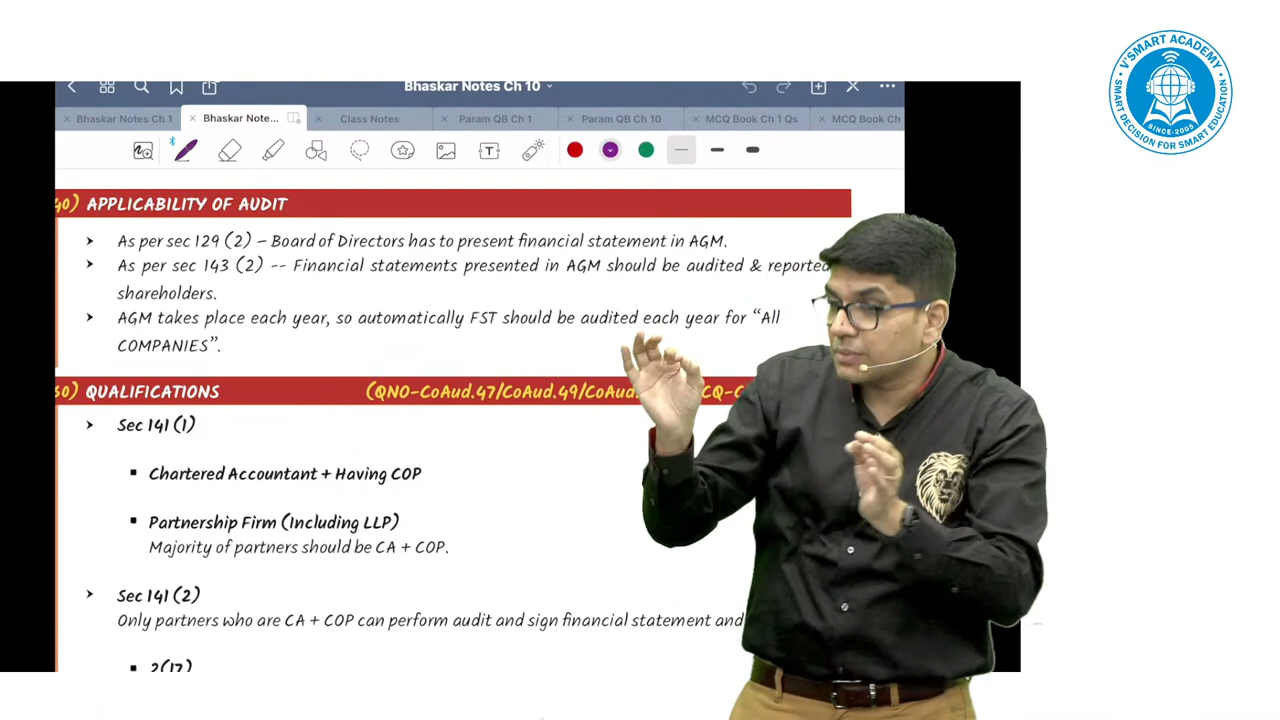 Bhaskar Notes Ch 10
Bhaskar Notes Ch 1
Bhaskar Note...
Class Notes
Param QB Ch 1
Param QB Ch 10
MCQ Book Ch 1 Qs
MCQ Book Ch
V'SMART ACADEMY
SINCE-2005
SMART DECISION FOR SMART EDUCATION
40) APPLICABILITY OF AUDIT
➤ As per sec 129 (2) – Board of Directors has to present financial statement in AGM.
➤ As per sec 143 (2) -- Financial statements presented in AGM should be audited & reported
shareholders.
➤ AGM takes place each year, so automatically FST should be audited each year for “All
COMPANIES”.
QUALIFICATIONS (QNO-CoAud.47/CoAud.49/CoAud.
➤ Sec 141 (1)
▪ Chartered Accountant + Having COP
▪ Partnership Firm (Including LLP)
Majority of partners should be CA + COP.
➤ Sec 141 (2)
Only partners who are CA + COP can perform audit and sign financial statement and
▪ 2(17)